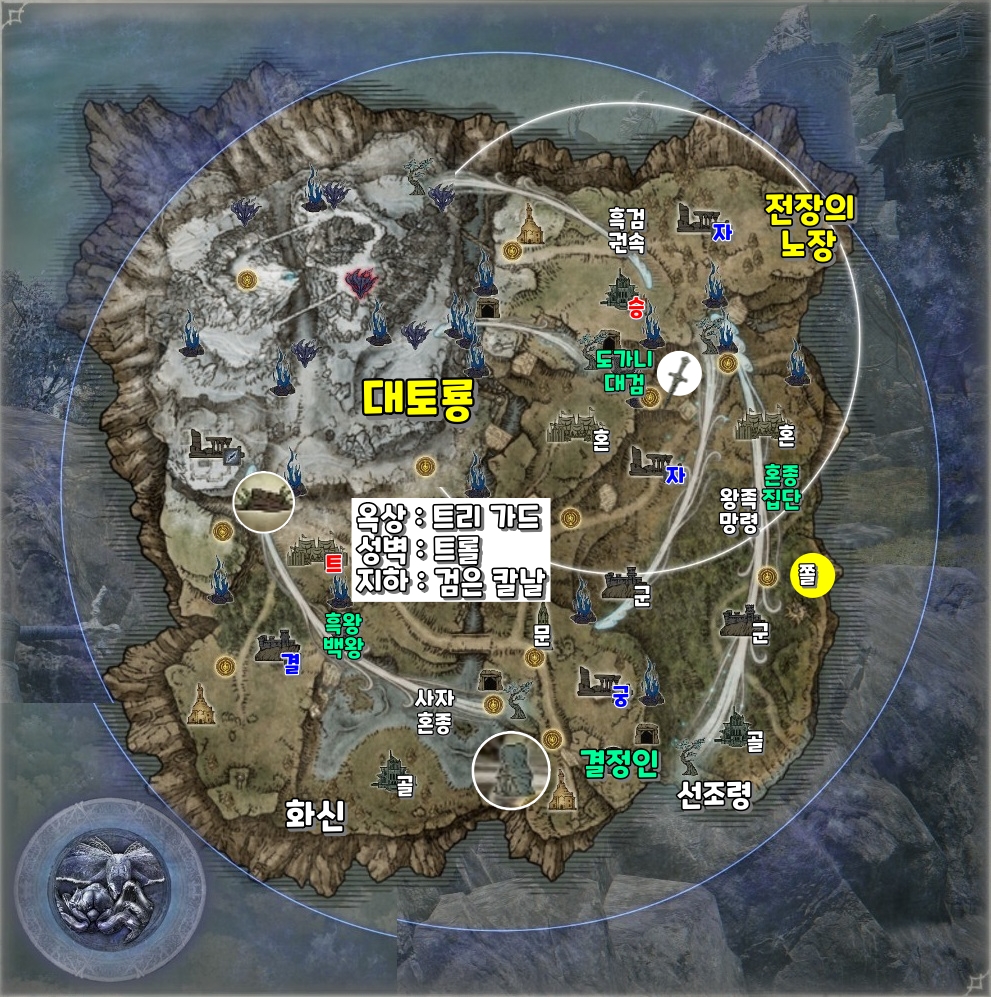 전장의
노장
흑검
권속
자
승
도가니
대검
대토룡
혼
혼
자
혼종
집단
왕족
망령
옥상 : 트리 가드
성벽 : 트롤
지하 : 검은 칼날
트
쫄
군
군
문
흑왕
백왕
결
사자
혼종
궁
골
결정인
골
선조령
화신